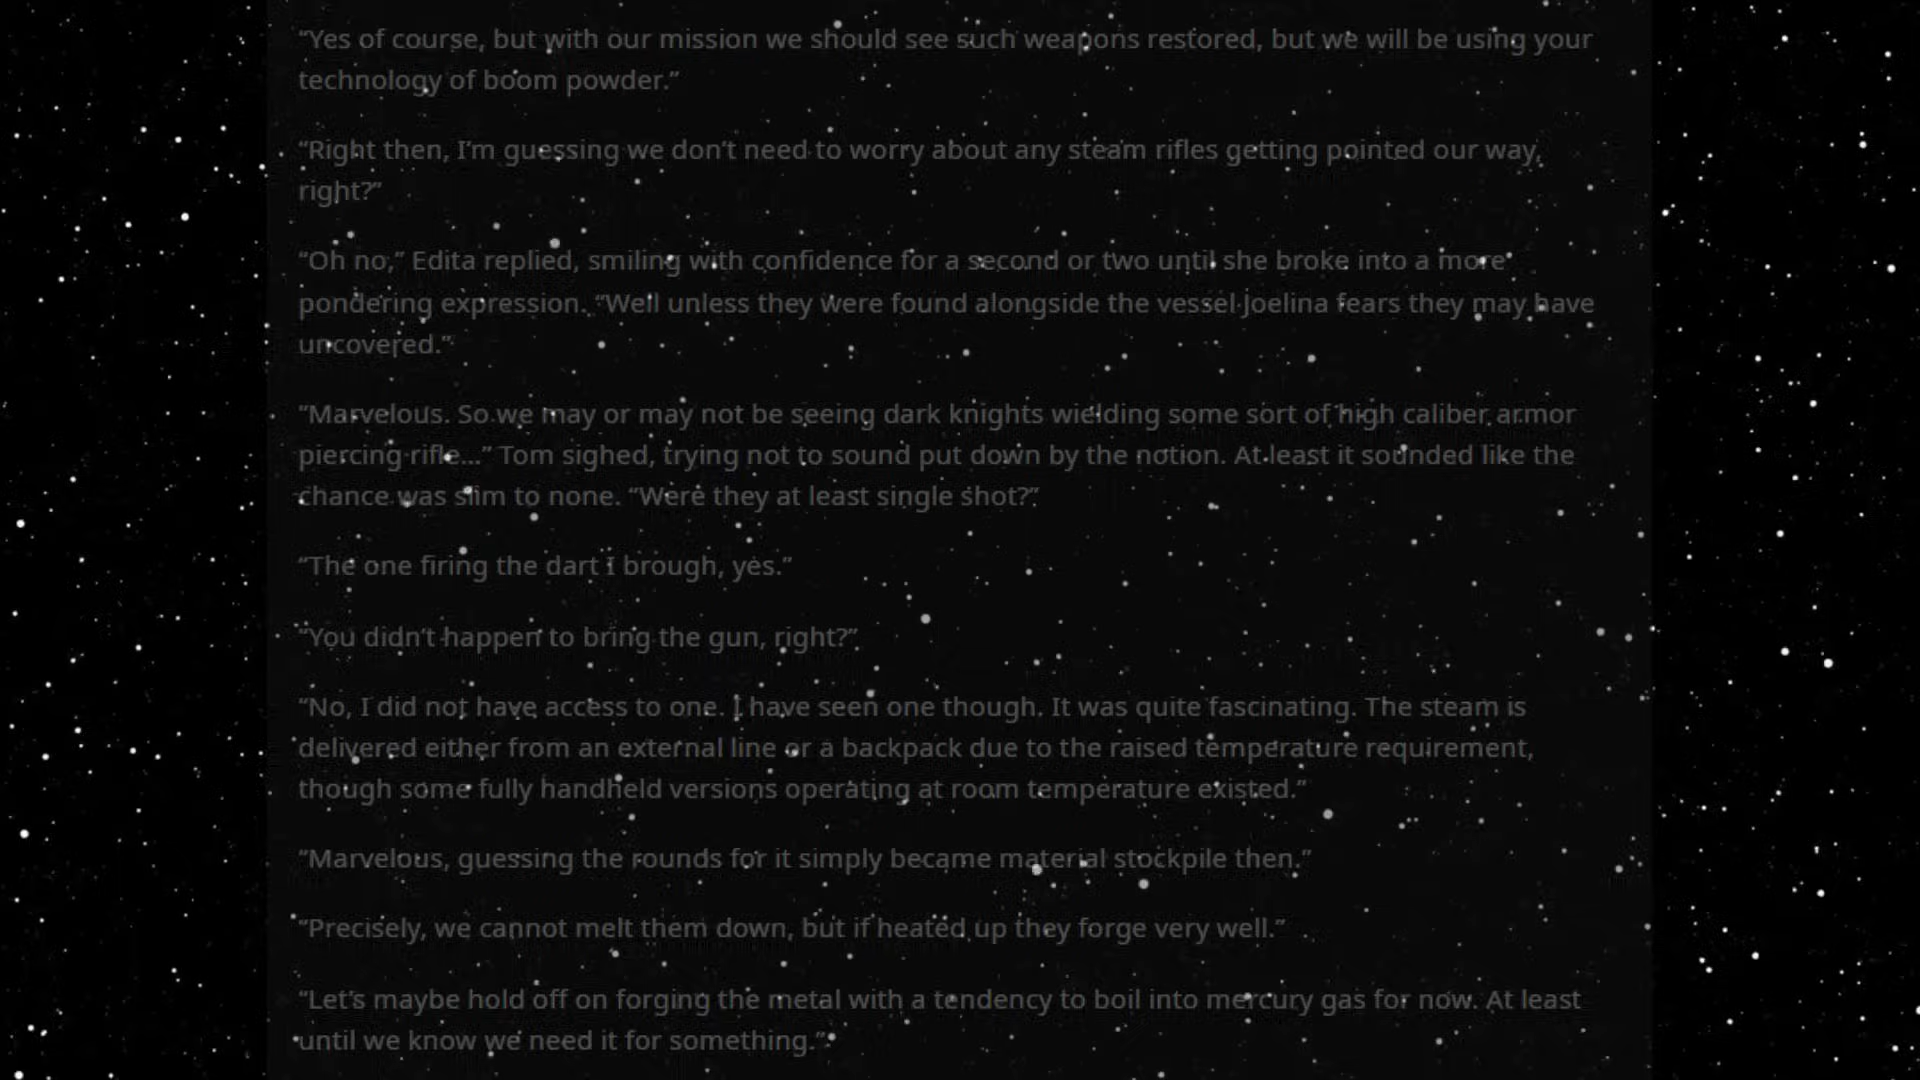 “Yes of course, but with our mission we should see such weapons restored, but we will be using your
technology of boom powder.”
“Right then, I’m guessing we don’t need to worry about any steam rifles getting pointed our way,
right?”
“Oh no,” Edita replied, smiling with confidence for a second or two until she broke into a more
pondering expression. “Well unless they were found alongside the vessel Joelina fears they may have
uncovered.”
“Marvelous. So we may or may not be seeing dark knights wielding some sort of high caliber armor
piercing rifle…” Tom sighed, trying not to sound put down by the notion. At least it sounded like the
chance was slim to none. “Were they at least single shot?”
“The one firing the dart I brough, yes.”
“You didn’t happen to bring the gun, right?”
“No, I did not have access to one. I have seen one though. It was quite fascinating. The steam is
delivered either from an external line or a backpack due to the raised temperature requirement,
though some fully handheld versions operating at room temperature existed.”
“Marvelous, guessing the rounds for it simply became material stockpile then.”
“Precisely, we cannot melt them down, but if heated up they forge very well.”
“Let’s maybe hold off on forging the metal with a tendency to boil into mercury gas for now. At least
until we know we need it for something.”